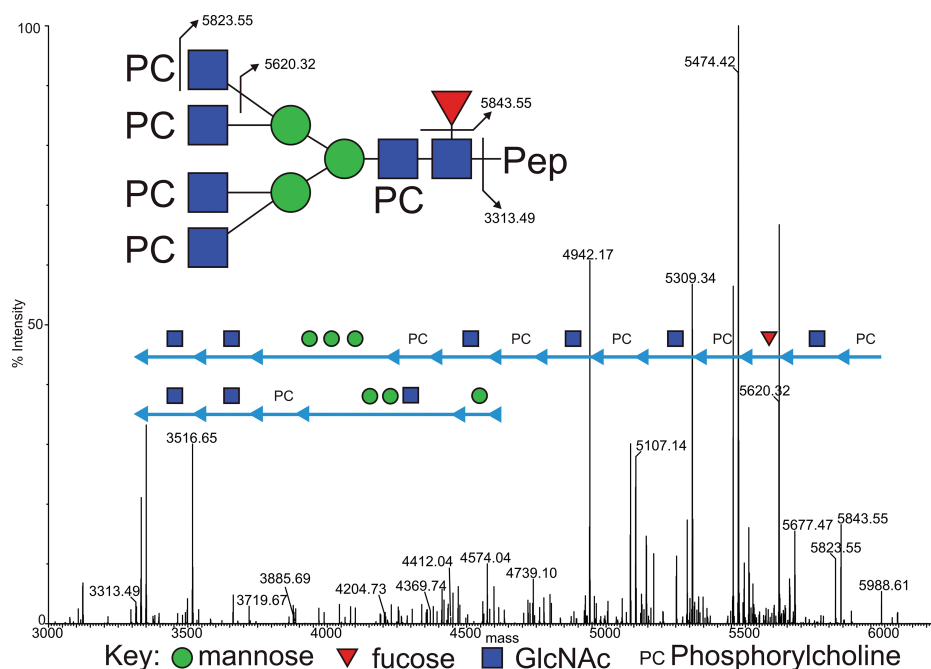 100
5823.55
PC
5620.32
5474.42
PC
5843.55
Pep
PC
PC
3313.49
PC
4942.17
5309.34
% Intensity
50
PC PC PC PC PC
PC
5620.32
3516.65
5107.14
5677.47
5843.55
5823.55
4412.04
4574.04
4739.10
3885.69
4369.74
5988.61
3313.49
4204.73
3719.67
0
3000 3500 4000 4500 5000 5500 6000
mass
Key: mannose fucose GlcNAc PC Phosphorylcholine